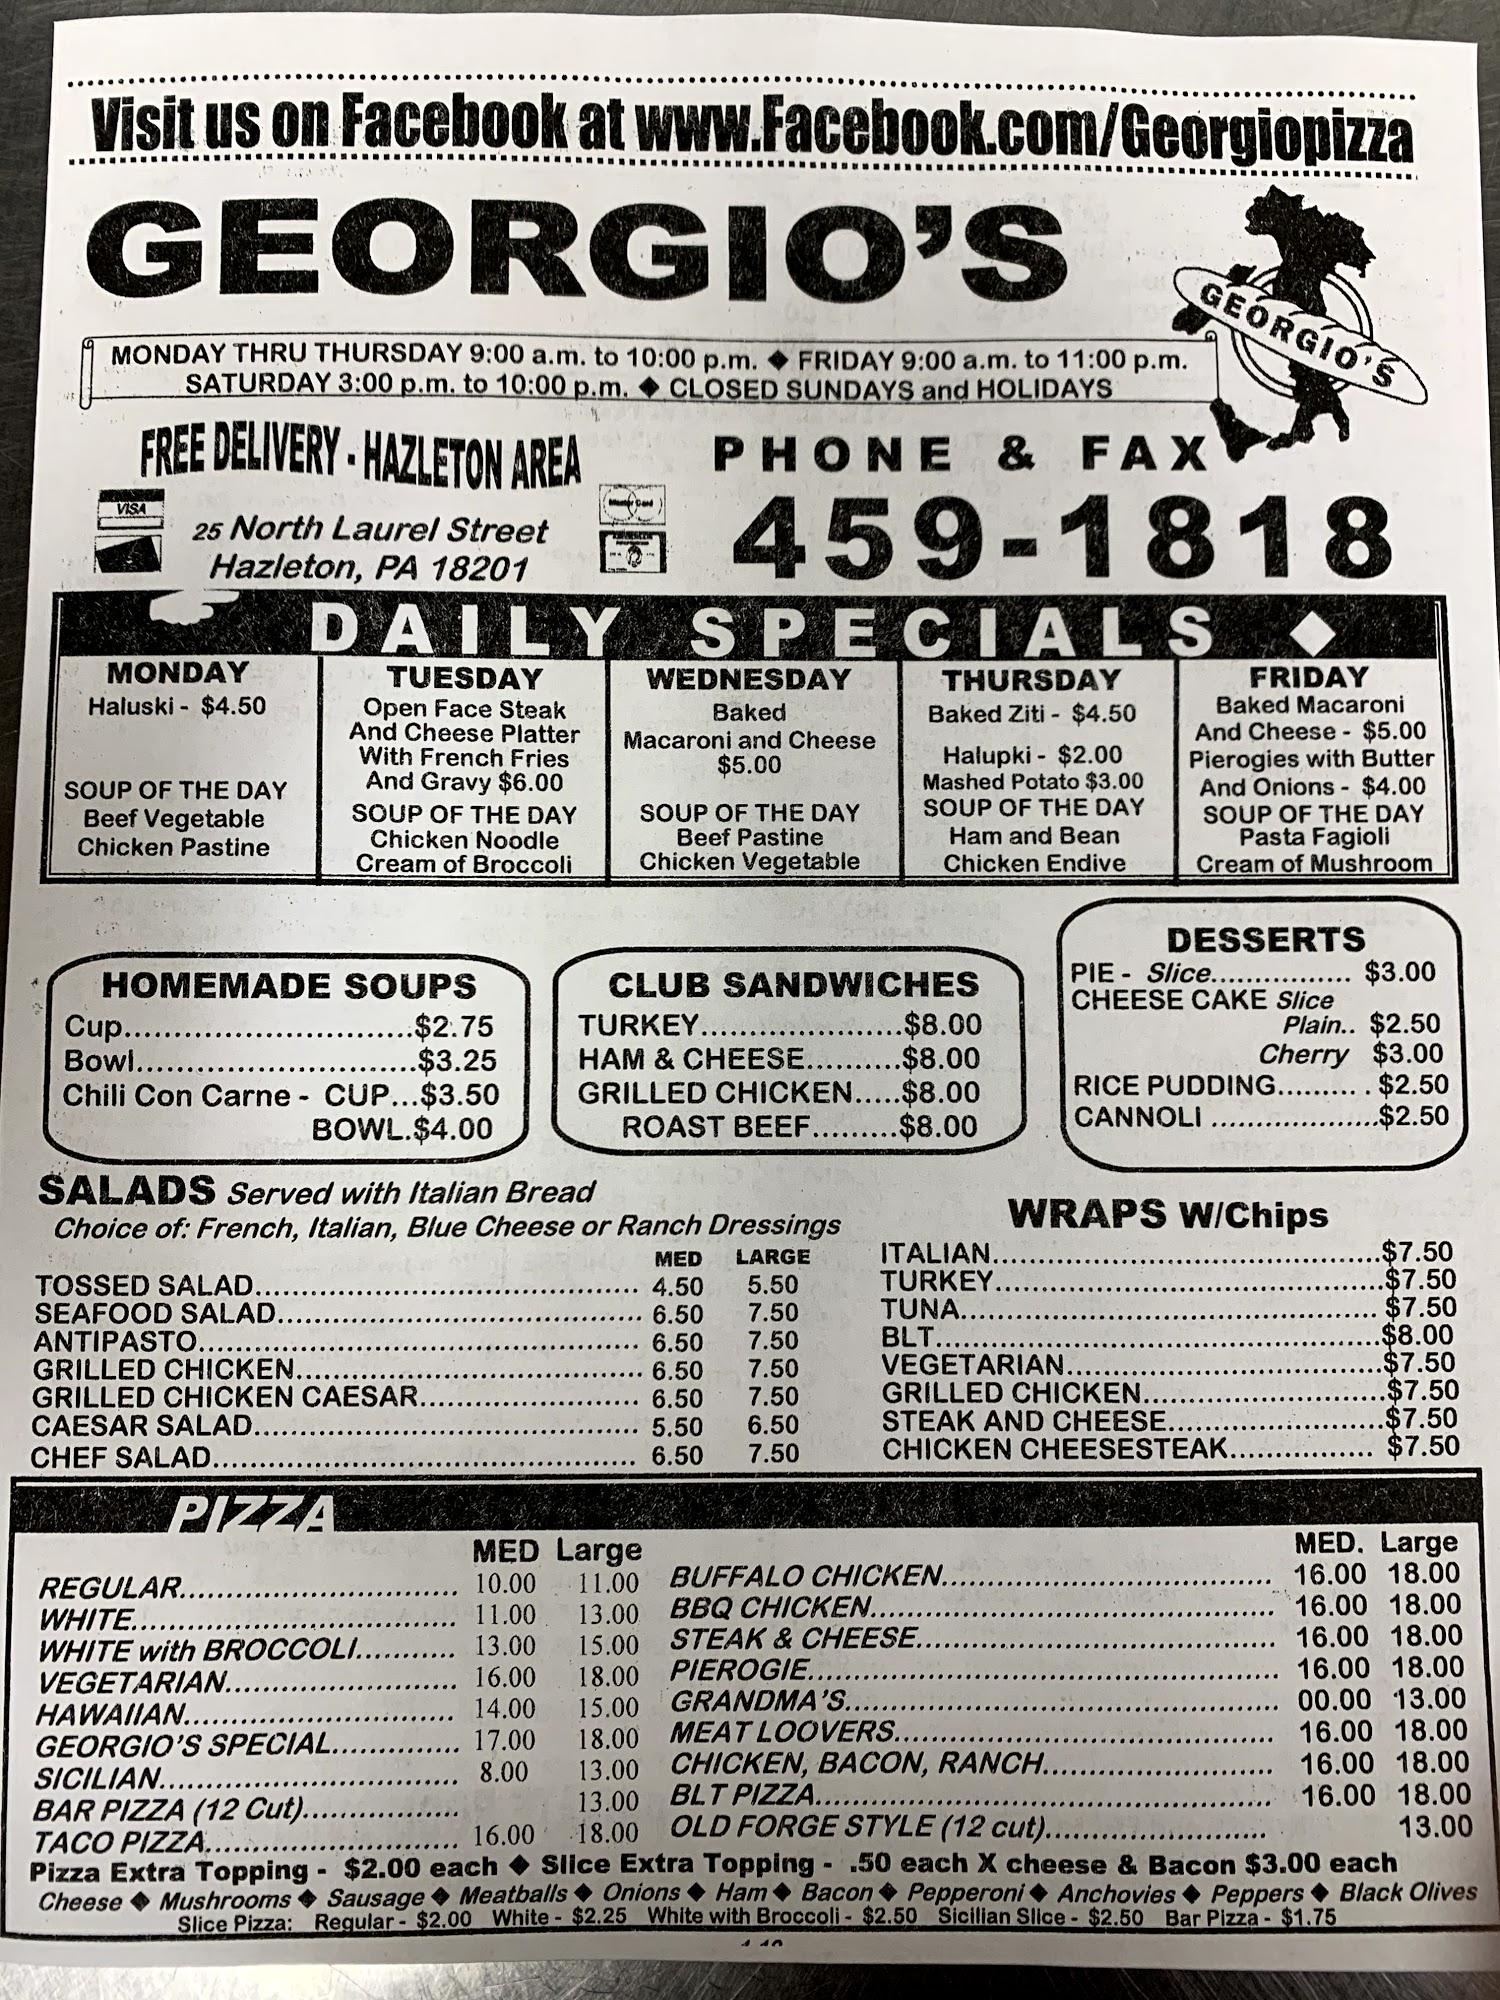 Visit us on Facebook at www.Facebook.com/Georgiopizza
GEORGIO'S
GEORGIO'S
MONDAY THRU THURSDAY 9:00 a.m. to 10:00 p.m. ◆ FRIDAY 9:00 a.m. to 11:00 p.m.
SATURDAY 3:00 p.m. to 10:00 p.m. ◆ CLOSED SUNDAYS and HOLIDAYS
FREE DELIVERY - HAZLETON AREA
VISA
Master Card
25 North Laurel Street
Hazleton, PA 18201
PHONE & FAX
459-1818
DAILY SPECIALS ◆
MONDAY
Haluski - $4.50
SOUP OF THE DAY
Beef Vegetable
Chicken Pastine
TUESDAY
Open Face Steak
And Cheese Platter
With French Fries
And Gravy $6.00
SOUP OF THE DAY
Chicken Noodle
Cream of Broccoli
WEDNESDAY
Baked
Macaroni and Cheese
$5.00
SOUP OF THE DAY
Beef Pastine
Chicken Vegetable
THURSDAY
Baked Ziti - $4.50
Halupki - $2.00
Mashed Potato $3.00
SOUP OF THE DAY
Ham and Bean
Chicken Endive
FRIDAY
Baked Macaroni
And Cheese - $5.00
Pierogies with Butter
And Onions - $4.00
SOUP OF THE DAY
Pasta Fagioli
Cream of Mushroom
HOMEMADE SOUPS
Cup..............................$2.75
Bowl.............................$3.25
Chili Con Carne - CUP...$3.50
BOWL.$4.00
CLUB SANDWICHES
TURKEY.....................$8.00
HAM & CHEESE..........$8.00
GRILLED CHICKEN.....$8.00
ROAST BEEF.........$8.00
DESSERTS
PIE - Slice................ $3.00
CHEESE CAKE Slice
Plain.. $2.50
Cherry $3.00
RICE PUDDING......... . $2.50
CANNOLI ...................$2.50
SALADS Served with Italian Bread
Choice of: French, Italian, Blue Cheese or Ranch Dressings
MED LARGE
TOSSED SALAD........................................ 4.50 5.50
SEAFOOD SALAD...................................... 6.50 7.50
ANTIPASTO.............................................. 6.50 7.50
GRILLED CHICKEN.................................... 6.50 7.50
GRILLED CHICKEN CAESAR....................... 6.50 7.50
CAESAR SALAD........................................ 5.50 6.50
CHEF SALAD............................................ 6.50 7.50
WRAPS W/Chips
ITALIAN..........................................$7.50
TURKEY..........................................$7.50
TUNA............................................. $7.50
BLT................................................$8.00
VEGETARIAN..................................$7.50
GRILLED CHICKEN..........................$7.50
STEAK AND CHEESE.......................$7.50
CHICKEN CHEESESTEAK................ $7.50
PIZZA
MED Large
REGULAR............................ 10.00 11.00
WHITE................................. 11.00 13.00
WHITE with BROCCOLI........... 13.00 15.00
VEGETARIAN........................ 16.00 18.00
HAWAIIAN............................ 14.00 15.00
GEORGIO'S SPECIAL............. 17.00 18.00
SICILIAN.............................. 8.00 13.00
BAR PIZZA (12 Cut)................ 13.00
TACO PIZZA.......................... 16.00 18.00
MED. Large
BUFFALO CHICKEN.................................. 16.00 18.00
BBQ CHICKEN......................................... 16.00 18.00
STEAK & CHEESE..................................... 16.00 18.00
PIEROGIE................................................ 16.00 18.00
GRANDMA'S............................................ 00.00 13.00
MEAT LOOVERS....................................... 16.00 18.00
CHICKEN, BACON, RANCH........................ 16.00 18.00
BLT PIZZA............................................... 16.00 18.00
OLD FORGE STYLE (12 cut)....................... 13.00
Pizza Extra Topping - $2.00 each ◆ Slice Extra Topping - .50 each X cheese & Bacon $3.00 each
Cheese ◆ Mushrooms ◆ Sausage ◆ Meatballs ◆ Onions ◆ Ham ◆ Bacon ◆ Pepperoni ◆ Anchovies ◆ Peppers ◆ Black Olives
Slice Pizza: Regular - $2.00 White - $2.25 White with Broccoli - $2.50 Sicilian Slice - $2.50 Bar Pizza - $1.75